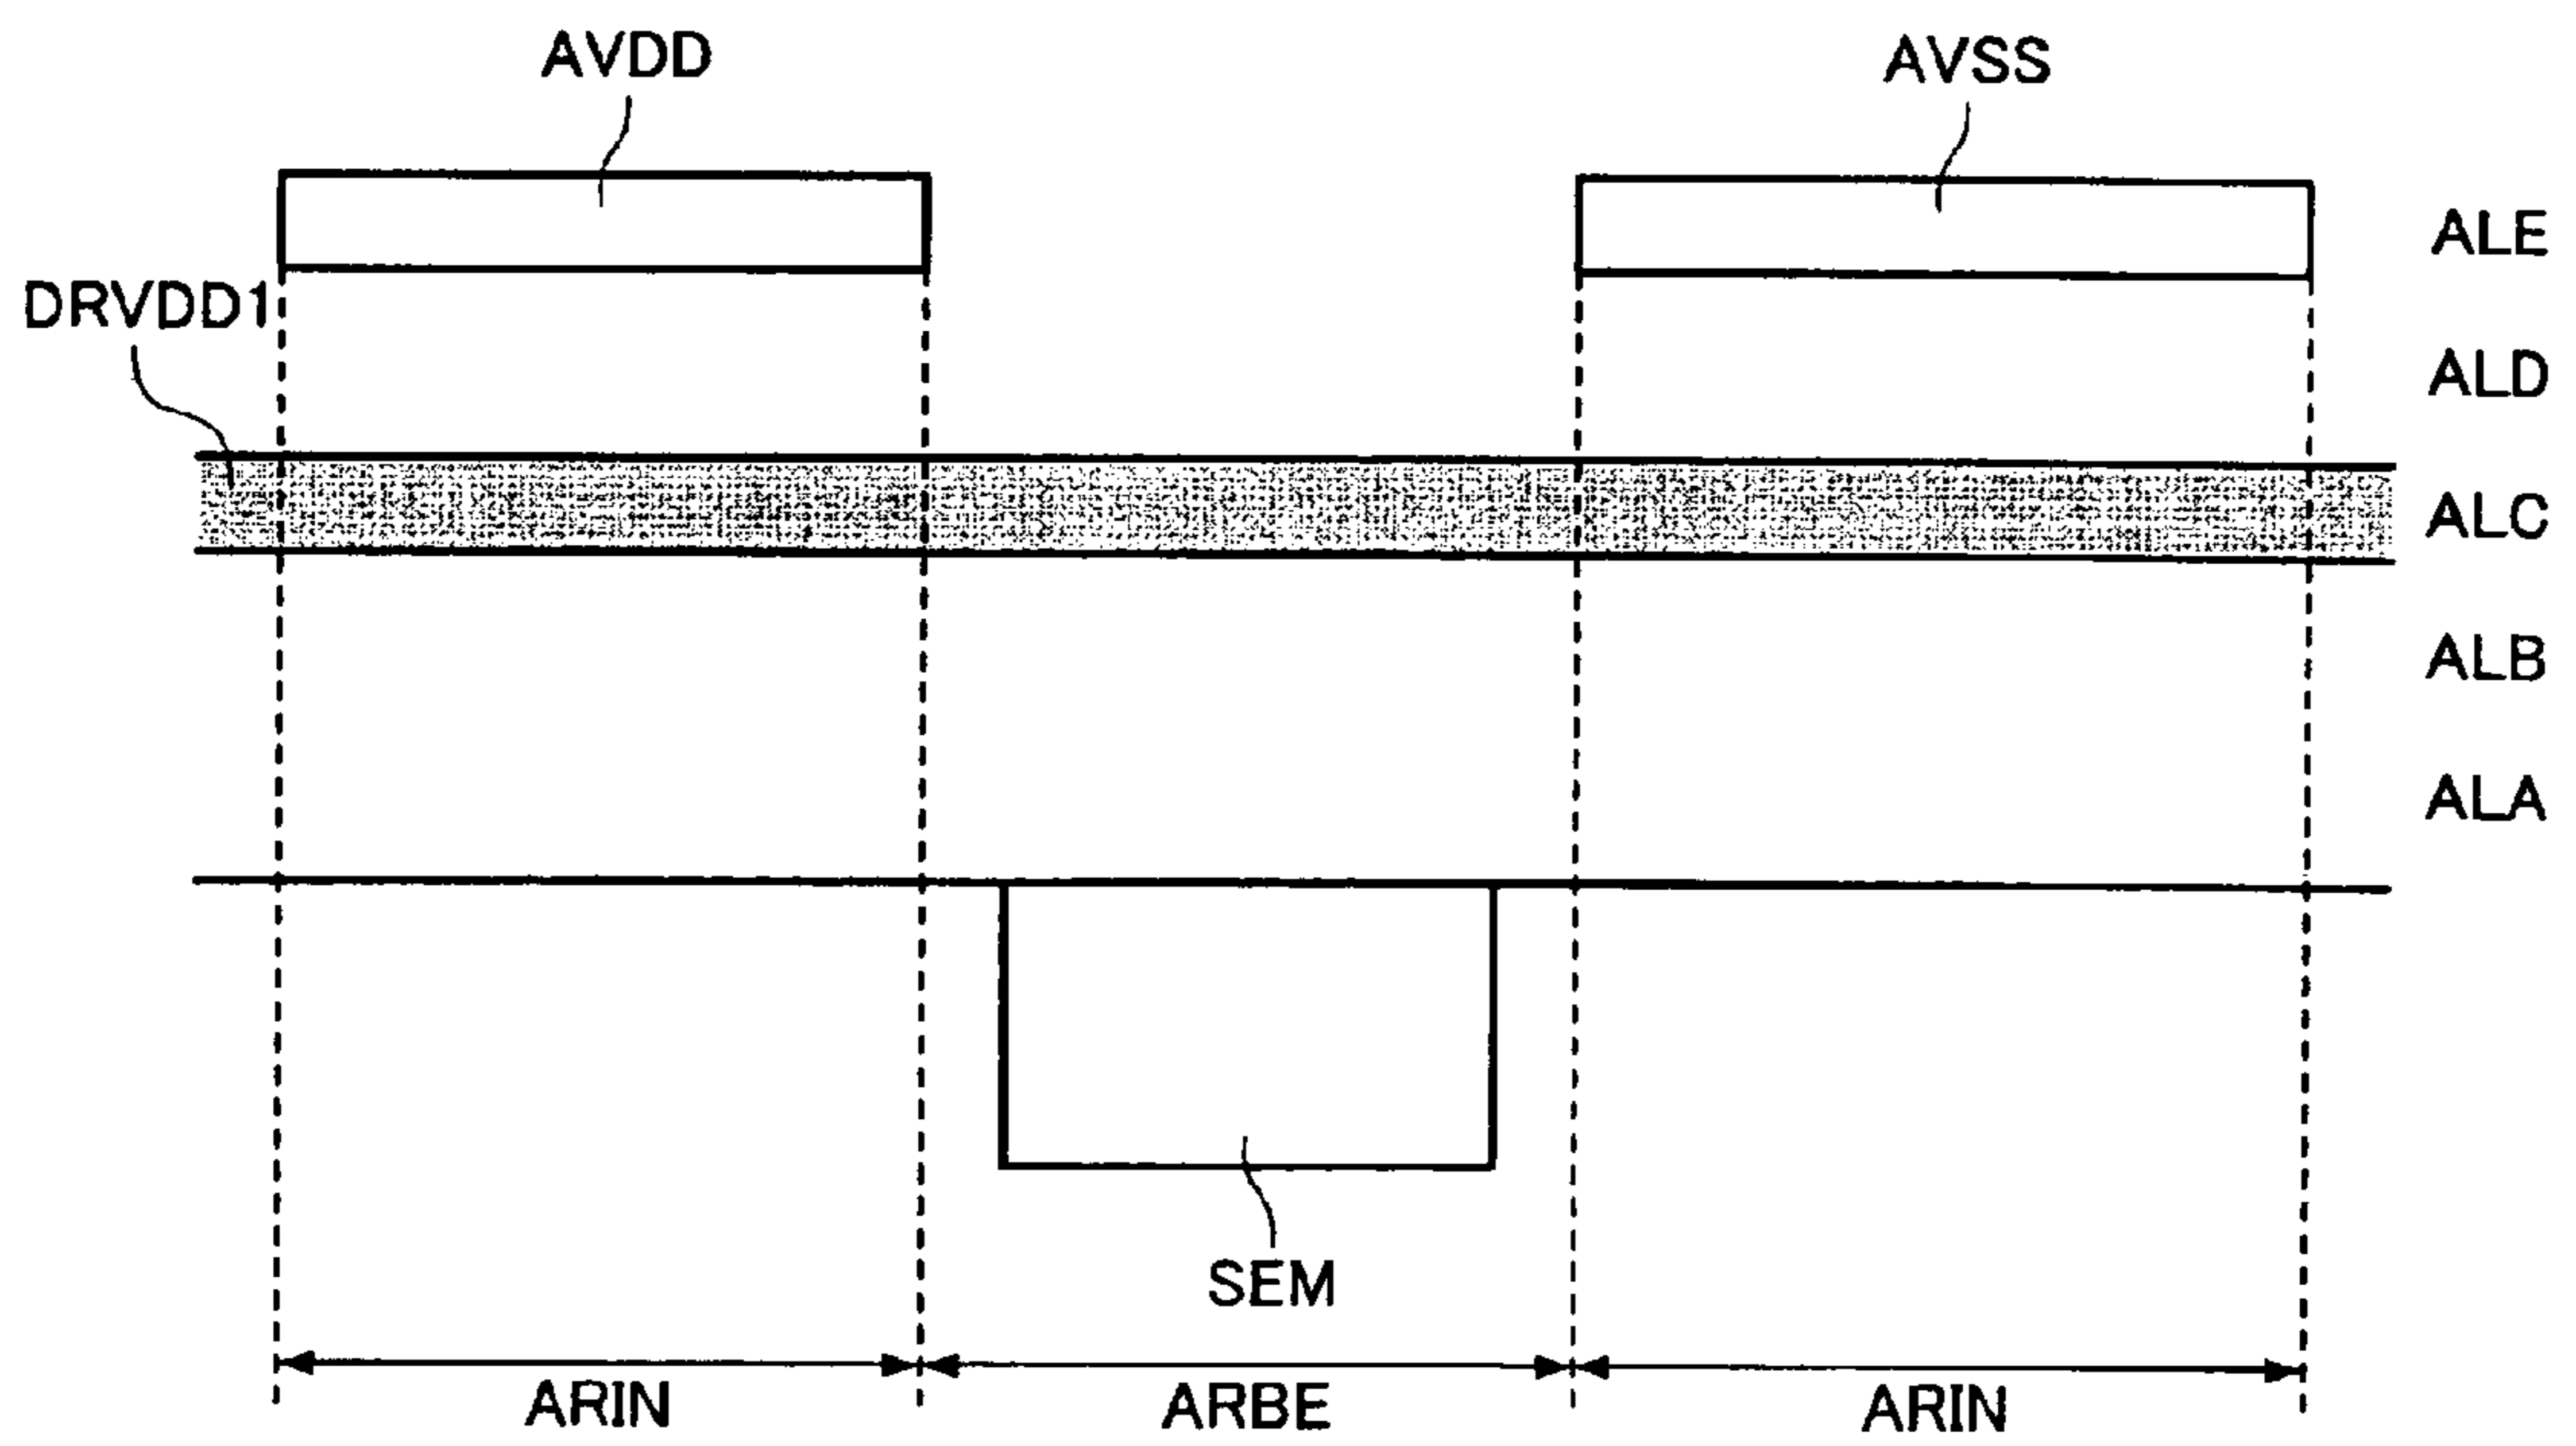 AVDD
AVSS
ALE
DRVDD1
ALD
ALC
ALB
ALA
SEM
ARIN
ARBE
ARIN